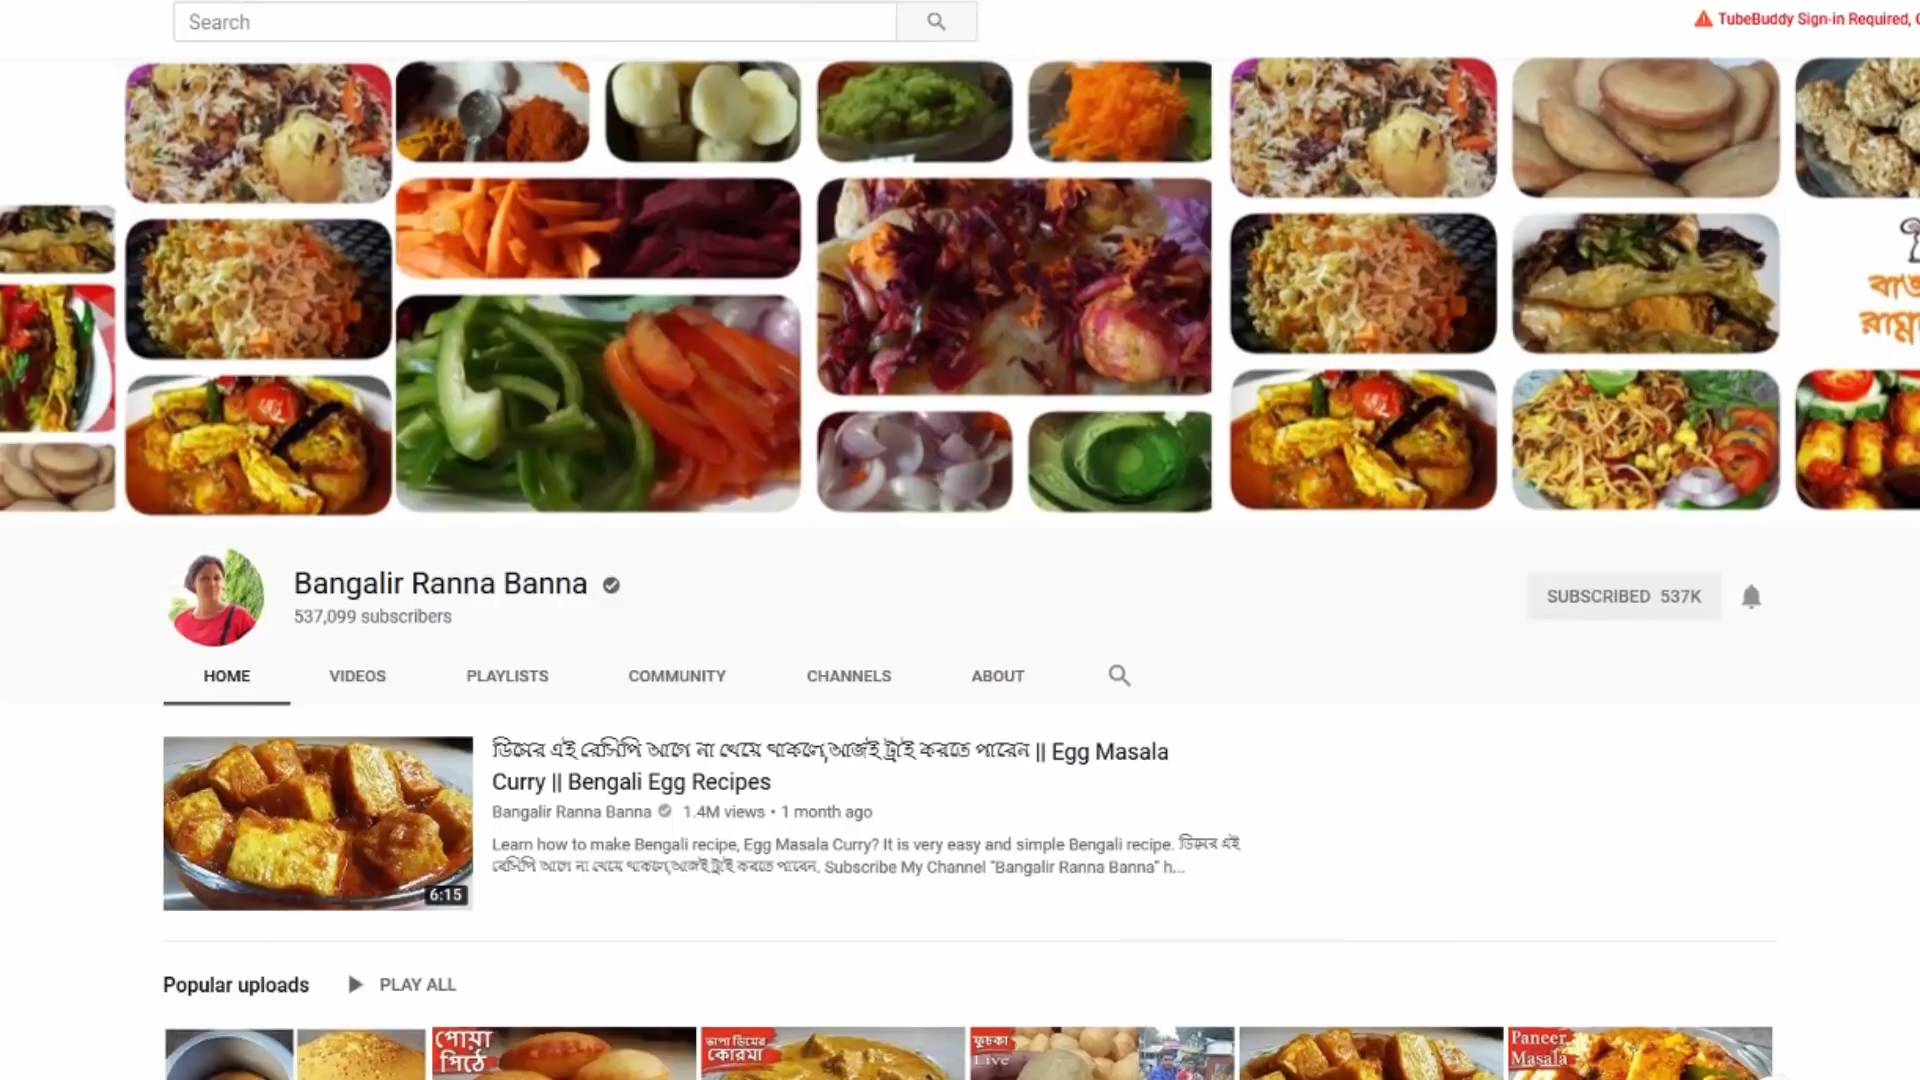 Search
TubeBuddy Sign-in Required,
Bangalir Ranna Banna
537,099 subscribers
SUBSCRIBED 537K
HOME
VIDEOS
PLAYLISTS
COMMUNITY
CHANNELS
ABOUT
ডিমের এই রেসিপি আগে না খেয়ে থাকলে,আজই ট্রাই করতে পারেন || Egg Masala
Curry || Bengali Egg Recipes
Bangalir Ranna Banna 1.4M views • 1 month ago
Learn how to make Bengali recipe, Egg Masala Curry? It is very easy and simple Bengali recipe. ডিমের এই
রেসিপি আগে না খেয়ে থাকলে,আজই ট্রাই করতে পারেন. Subscribe My Channel "Bangalir Ranna Banna" h...
6:15
Popular uploads
PLAY ALL
পোয়া
পিঠে
ভাপা ডিমের
কোরমা
ফুচকা
Live
Paneer
Masala